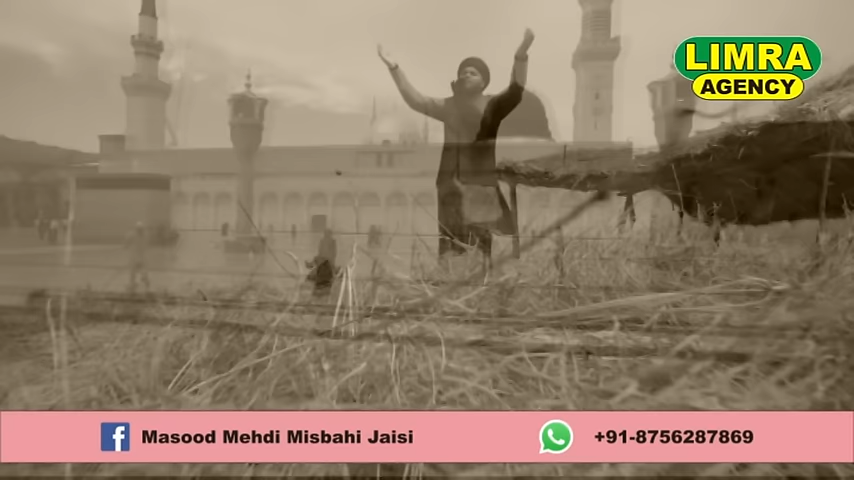 LIMRA
AGENCY
Masood Mehdi Misbahi Jaisi
+91-8756287869